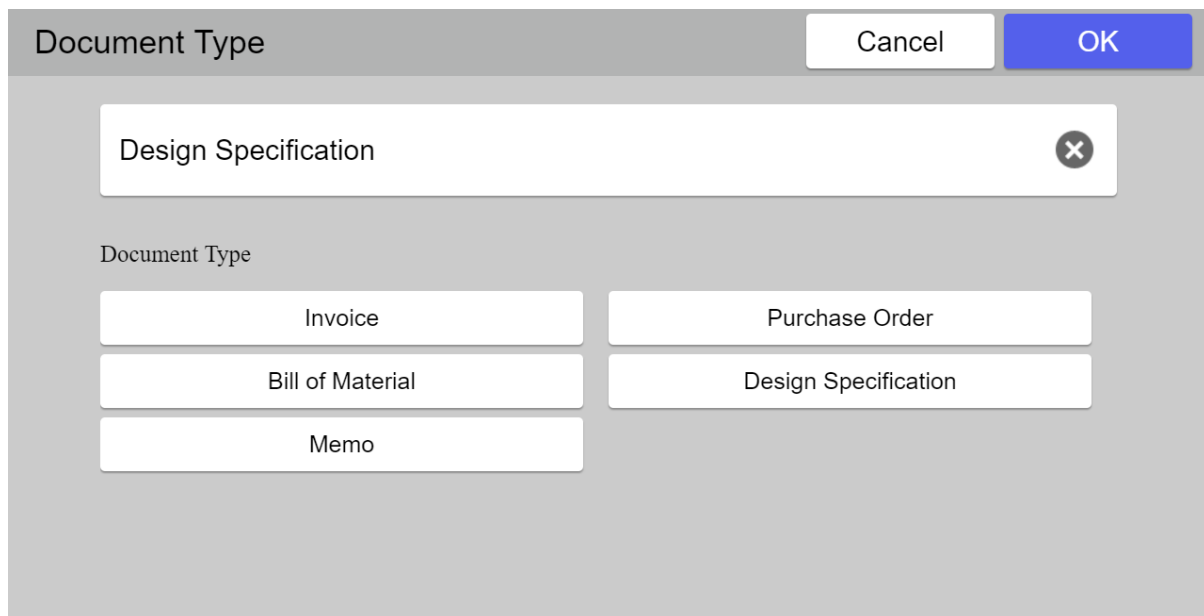 Document Type
Cancel
OK
Design Specification
Document Type
Invoice
Purchase Order
Bill of Material
Design Specification
Memo